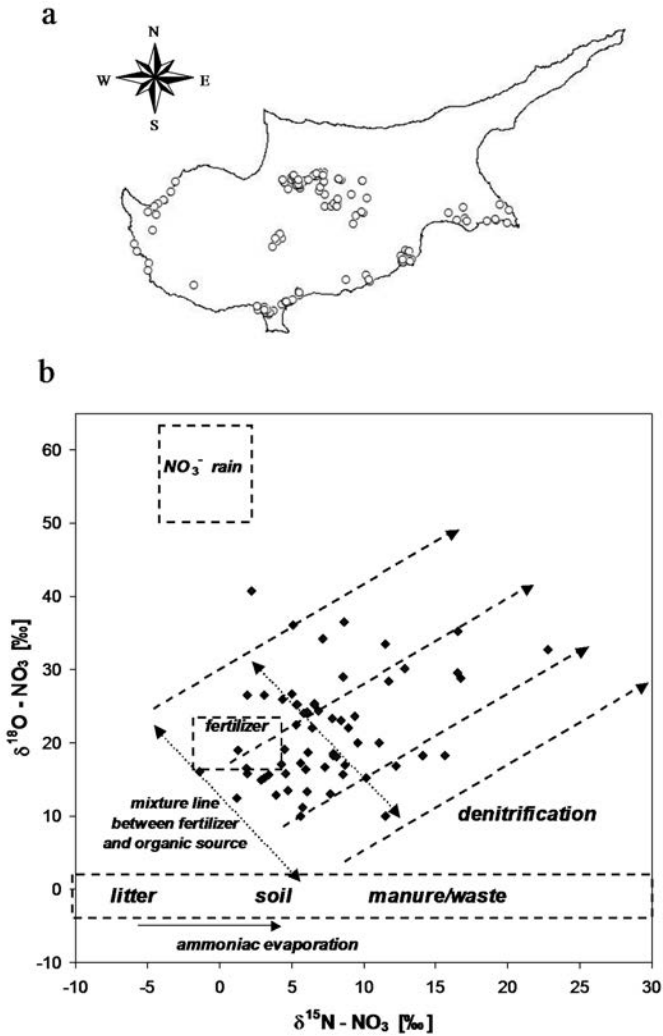 a
N
W E
S
b
60
50
40
30
20
10
0
-10
δ18O - NO3 [‰]
NO3⁻ rain
fertilizer
mixture line
between fertilizer
and organic source
denitrification
litter soil manure/waste
ammoniac evaporation
-10 -5 0 5 10 15 20 25 30
δ15N - NO3 [‰]